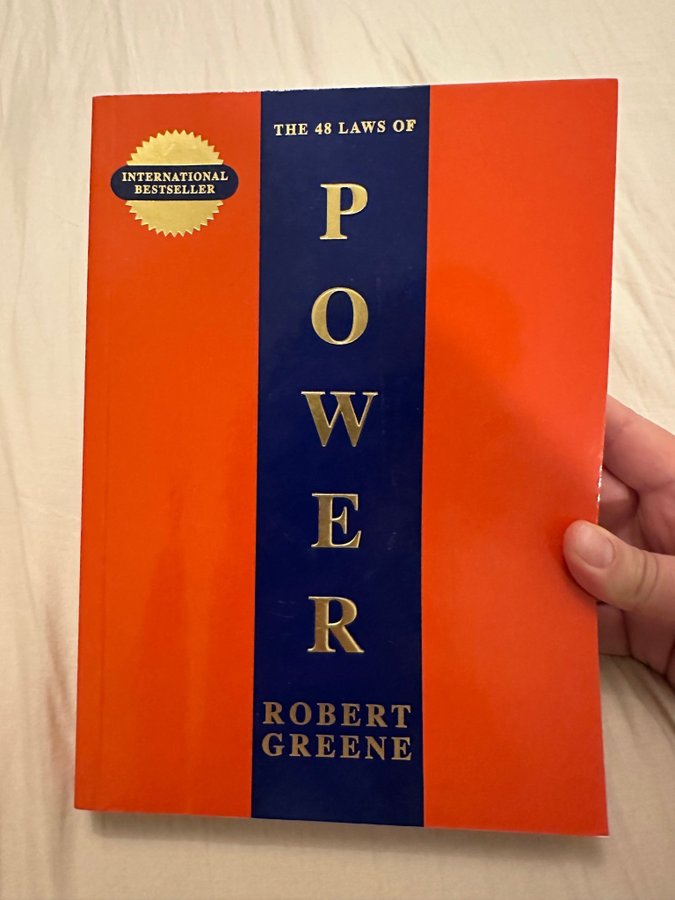 THE 48 LAWS OF
INTERNATIONAL
BESTSELLER
P
O
W
E
R
ROBERT
GREENE